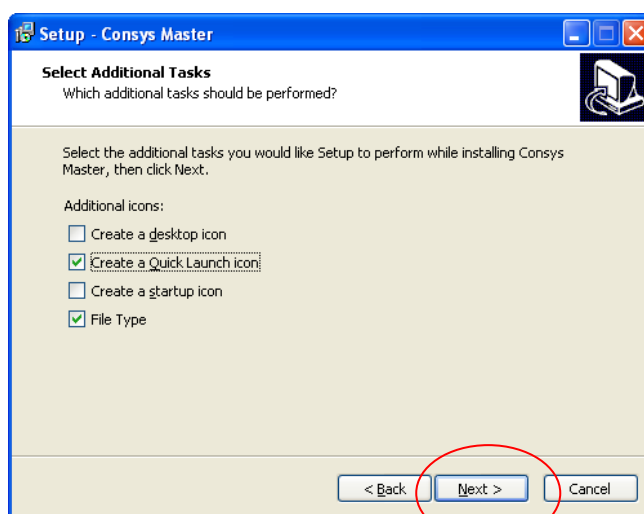 Setup - Consys Master
Select Additional Tasks
Which additional tasks should be performed?
Select the additional tasks you would like Setup to perform while installing Consys
Master, then click Next.
Additional icons:
Create a desktop icon
Create a Quick Launch icon
Create a startup icon
File Type
< Back
Next >
Cancel